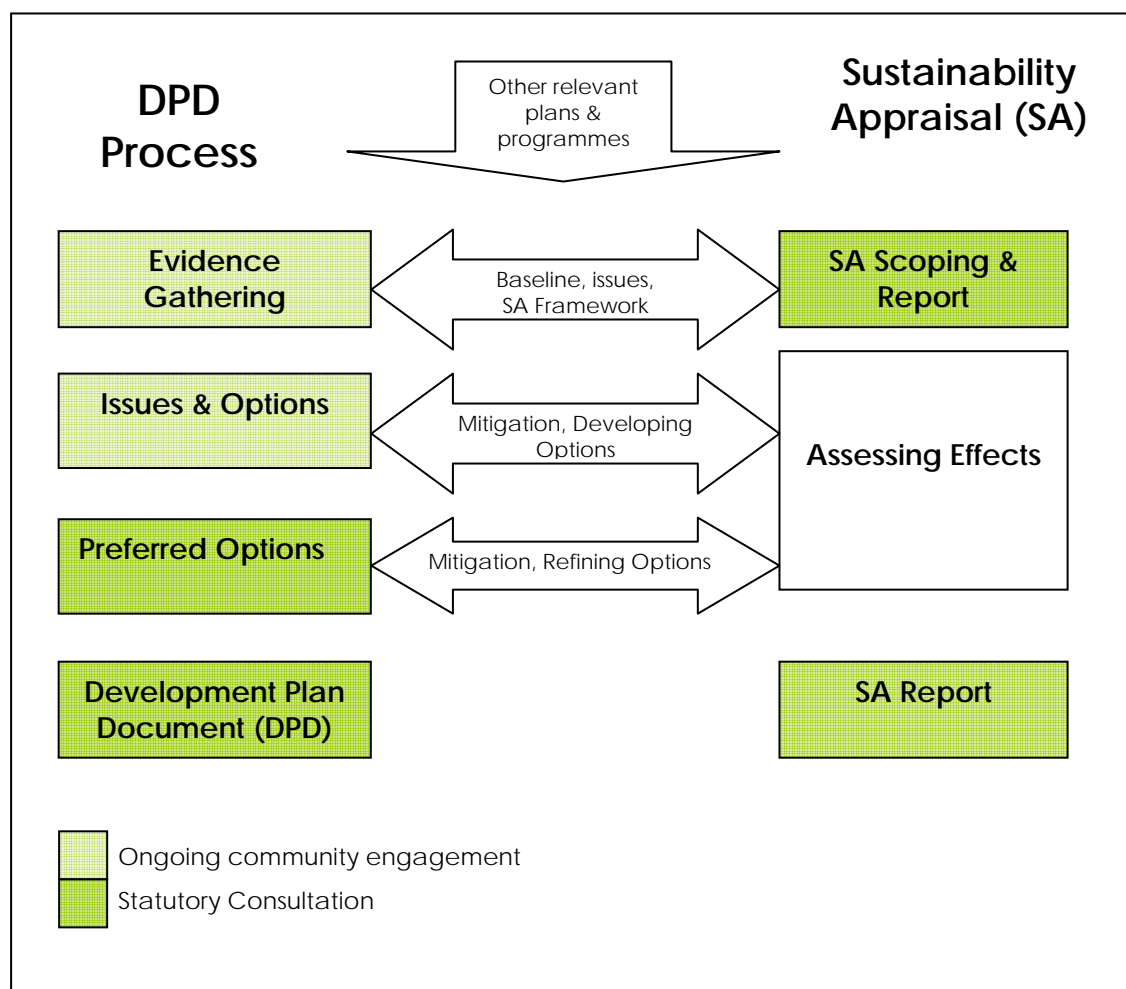 DPD
Process
Other relevant
plans &
programmes
Sustainability
Appraisal (SA)
Evidence
Gathering
Baseline, issues,
SA Framework
SA Scoping &
Report
Issues & Options
Mitigation, Developing
Options
Assessing Effects
Preferred Options
Mitigation, Refining Options
Development Plan
Document (DPD)
SA Report
Ongoing community engagement
Statutory Consultation